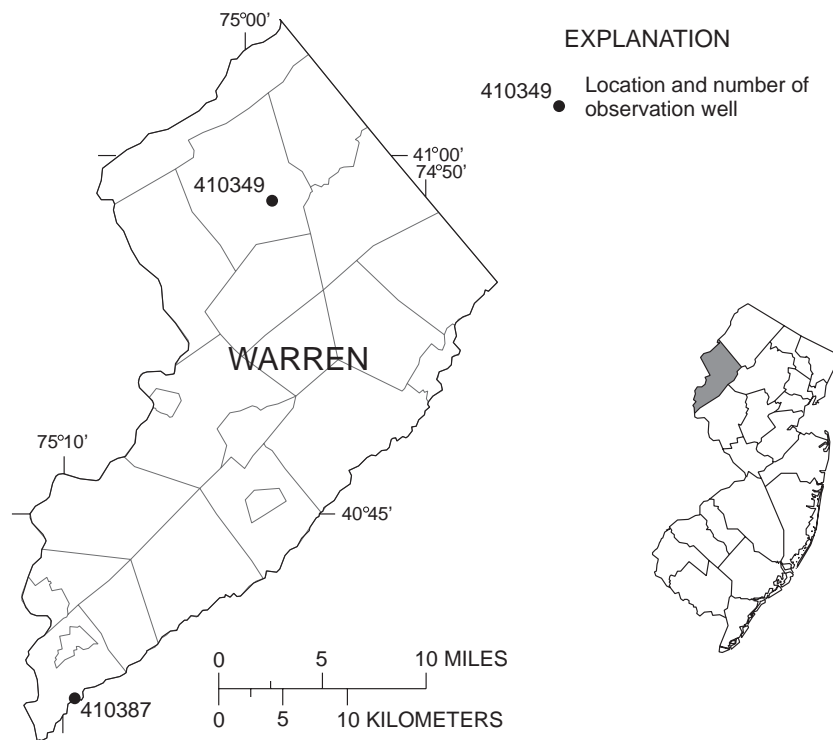 75°00'
EXPLANATION
410349
Location and number of
observation well
41°00'
74°50'
410349
WARREN
75°10'
40°45'
0 5 10 MILES
0 5 10 KILOMETERS
410387